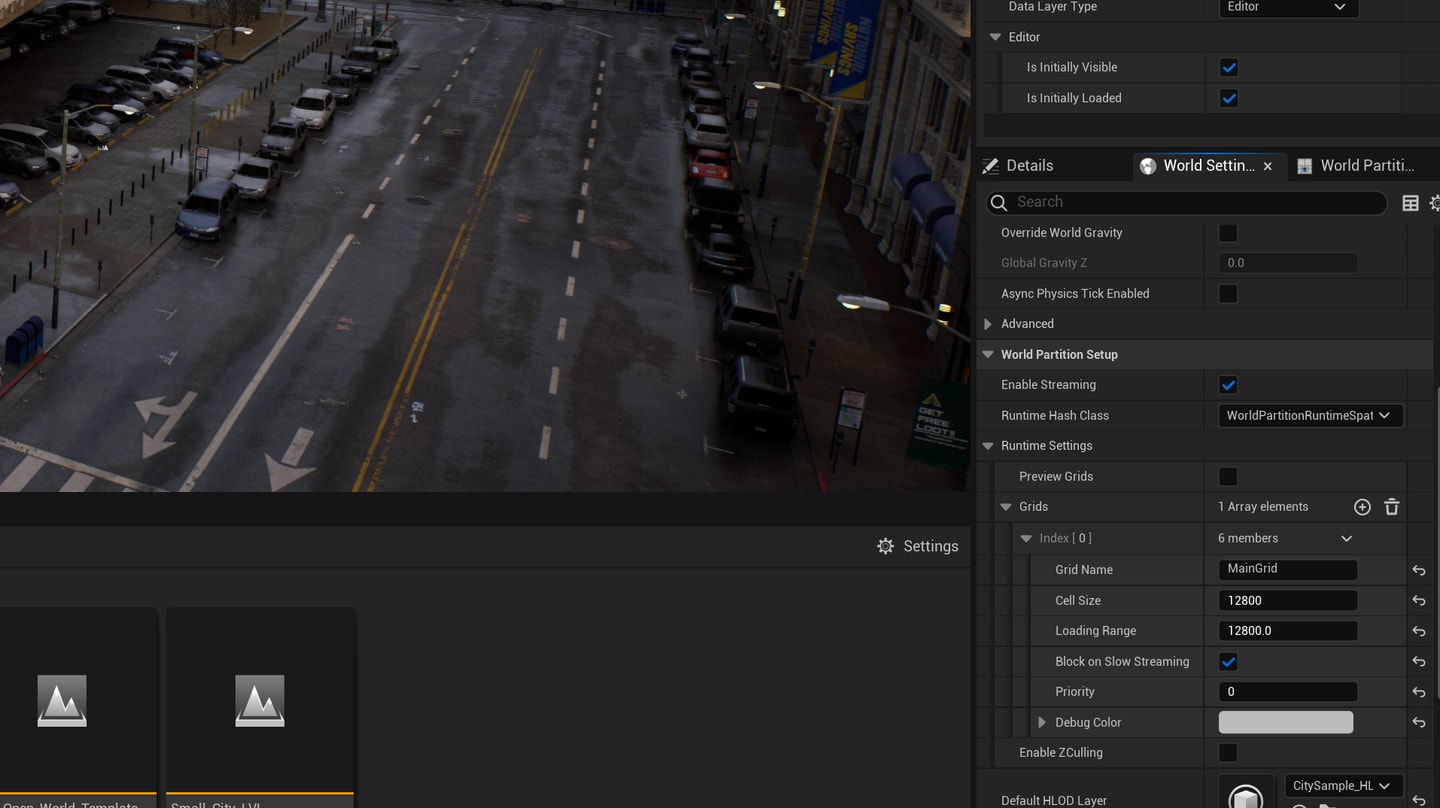 Data Layer Type
Editor
Editor
Is Initially Visible
Is Initially Loaded
Details
World Settin...
World Partiti...
Search
Override World Gravity
Global Gravity Z
0.0
Async Physics Tick Enabled
Advanced
World Partition Setup
Enable Streaming
Runtime Hash Class
WorldPartitionRuntimeSpat
Runtime Settings
Preview Grids
Grids
1 Array elements
Index [ 0 ]
6 members
Grid Name
MainGrid
Cell Size
12800
Loading Range
12800.0
Block on Slow Streaming
Priority
0
Debug Color
Enable ZCulling
Default HLOD Layer
CitySample_HL
Settings
Open_World_Template
Small_City_LVL
SAVINGS
NATIONAL
SAVINGS
GET
FREE
LOOT!!